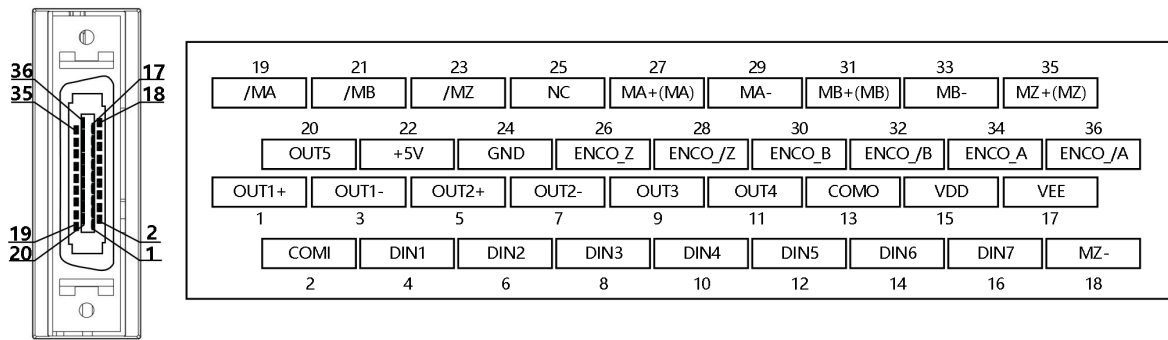 36
35
17
18
19
20
2
1
19 21 23 25 27 29 31 33 35
/MA /MB /MZ NC MA+(MA) MA- MB+(MB) MB- MZ+(MZ)
20 22 24 26 28 30 32 34 36
OUT5 +5V GND ENCO_Z ENCO_/Z ENCO_B ENCO_/B ENCO_A ENCO_/A
OUT1+ OUT1- OUT2+ OUT2- OUT3 OUT4 COMO VDD VEE
1 3 5 7 9 11 13 15 17
COMI DIN1 DIN2 DIN3 DIN4 DIN5 DIN6 DIN7 MZ-
2 4 6 8 10 12 14 16 18